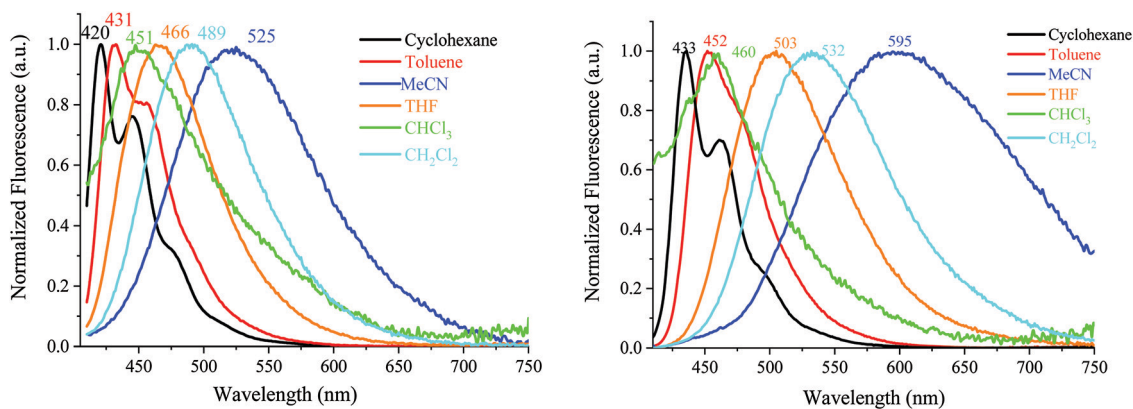 420 431 451 466 489 525
Normalized Fluorescence (a.u.)
1.0
0.8
0.6
0.4
0.2
0.0
Cyclohexane
Toluene
MeCN
THF
CHCl₃
CH₂Cl₂
450 500 550 600 650 700 750
Wavelength (nm)
433 452 460 503 532 595
Normalized Fluorescence (a.u.)
1.0
0.8
0.6
0.4
0.2
0.0
Cyclohexane
Toluene
MeCN
THF
CHCl₃
CH₂Cl₂
450 500 550 600 650 700 750
Wavelength (nm)